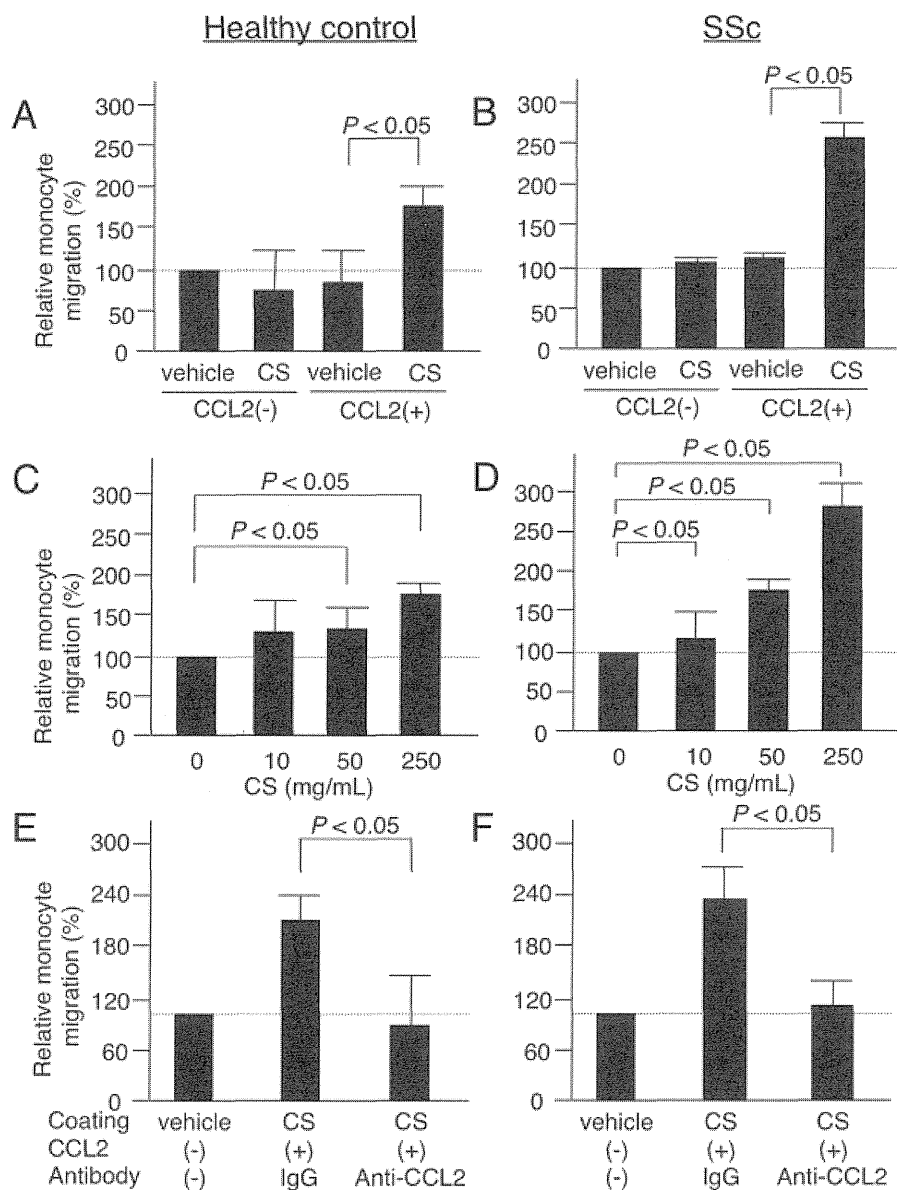 Healthy control
SSc
A
Relative monocyte
migration (%)
300
250
200
150
100
50
0
P < 0.05
vehicle CS vehicle CS
CCL2(-) CCL2(+)
B
300
250
200
150
100
50
0
P < 0.05
vehicle CS vehicle CS
CCL2(-) CCL2(+)
C
Relative monocyte
migration (%)
300
200
150
100
50
0
P < 0.05
P < 0.05
0 10 50 250
CS (mg/mL)
D
300
250
200
150
100
50
0
P < 0.05
P < 0.05
P < 0.05
0 10 50 250
CS (mg/mL)
E
Relative monocyte
migration (%)
300
240
180
120
60
0
P < 0.05
Coating vehicle CS CS
CCL2 (-) (+) (+)
Antibody (-) IgG Anti-CCL2
F
300
240
180
120
60
0
P < 0.05
vehicle CS CS
(-) (+) (+)
(-) IgG Anti-CCL2